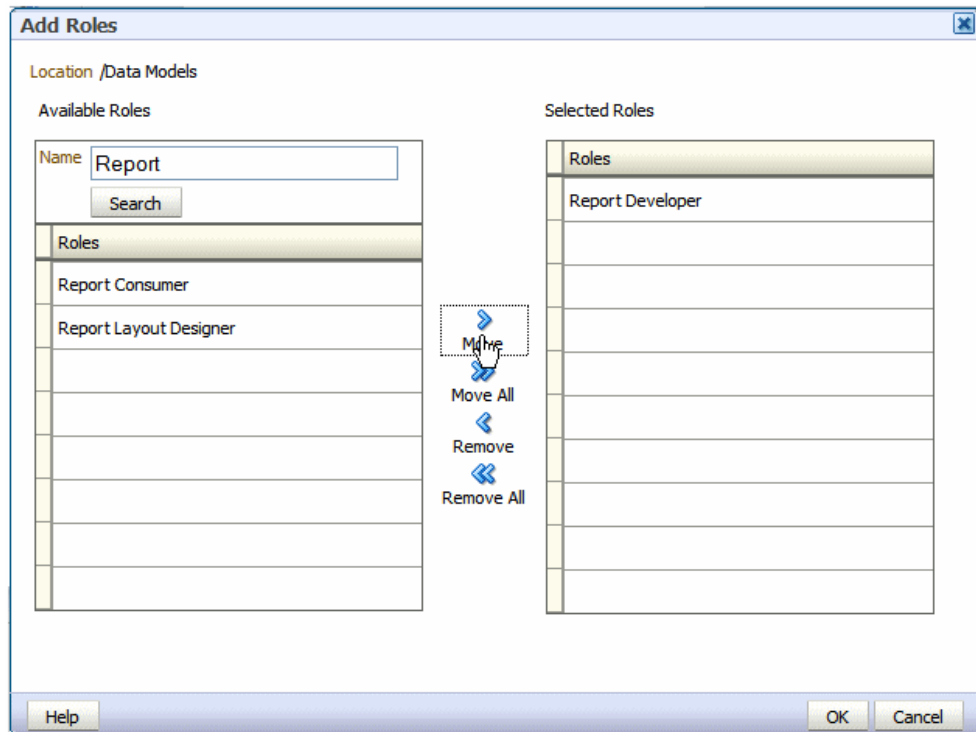 Add Roles
Location /Data Models
Available Roles
Selected Roles
Name Report
Search
Roles
Report Consumer
Report Layout Designer
Move
Move All
Remove
Remove All
Roles
Report Developer
Help
OK
Cancel